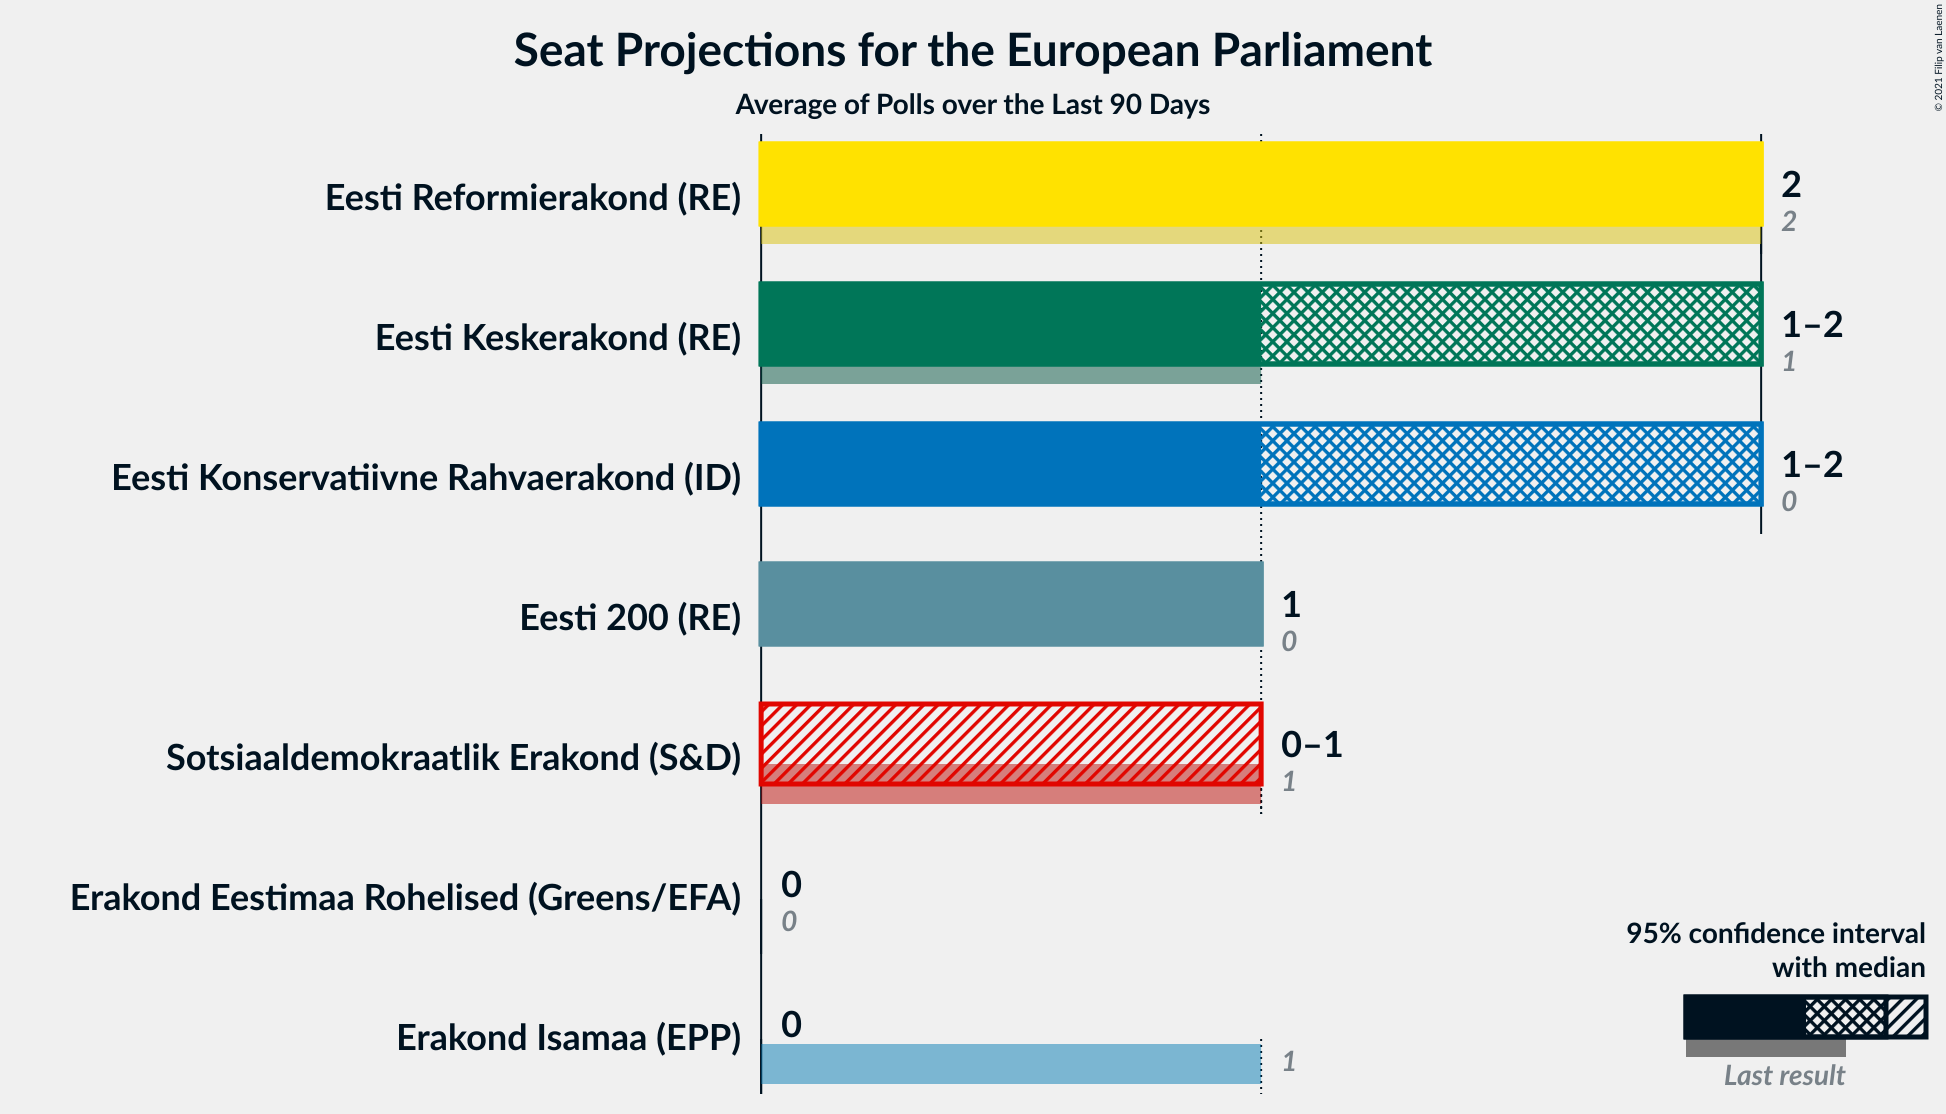 Seat Projections for the European Parliament
Average of Polls over the Last 90 Days
© 2021 Filip van Laenen
Eesti Reformierakond (RE)
2
2
Eesti Keskerakond (RE)
1–2
1
Eesti Konservatiivne Rahvaerakond (ID)
1–2
0
Eesti 200 (RE)
1
0
Sotsiaaldemokraatlik Erakond (S&D)
0–1
1
Erakond Eestimaa Rohelised (Greens/EFA)
0
0
Erakond Isamaa (EPP)
0
1
95% confidence interval
with median
Last result